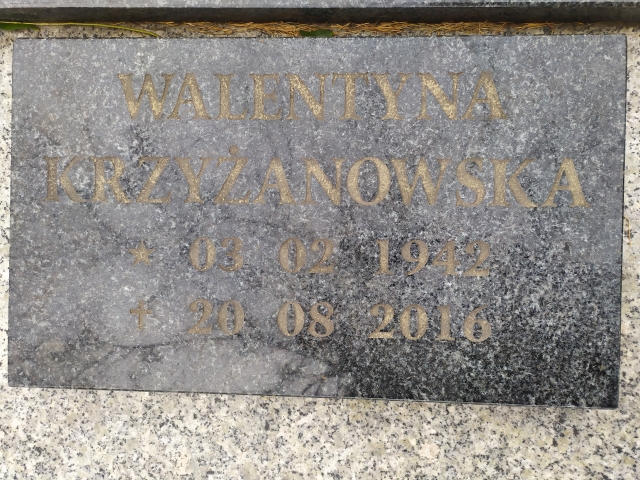 WALENTYNA
KRZYŻANOWSKA
* 03 02 1942
† 20 08 2016